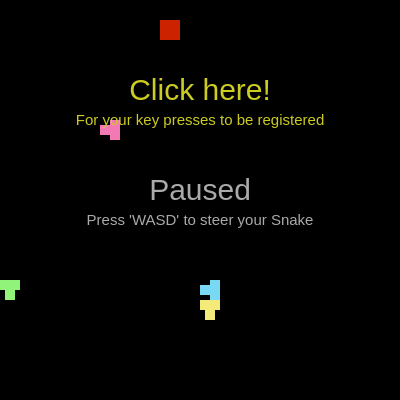 Click here!
For your key presses to be registered
Paused
Press 'WASD' to steer your Snake